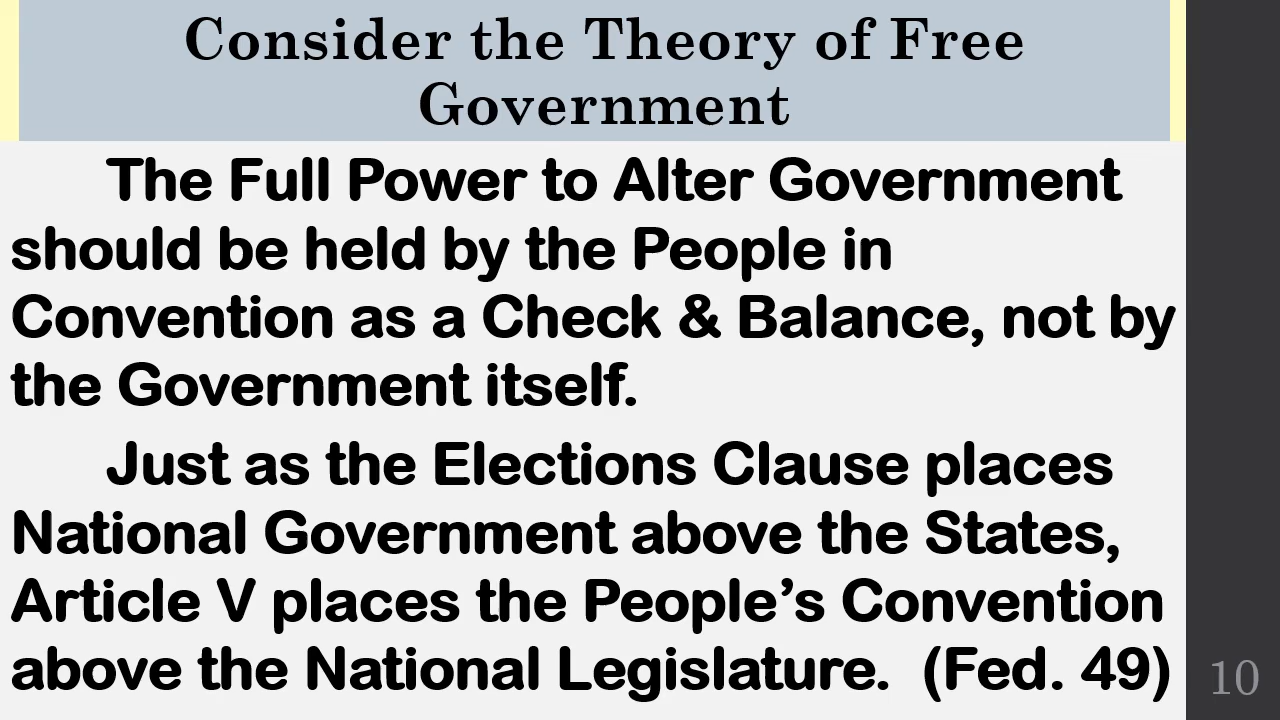 Consider the Theory of Free
Government
The Full Power to Alter Government
should be held by the People in
Convention as a Check & Balance, not by
the Government itself.
Just as the Elections Clause places
National Government above the States,
Article V places the People’s Convention
above the National Legislature.  (Fed. 49)
10